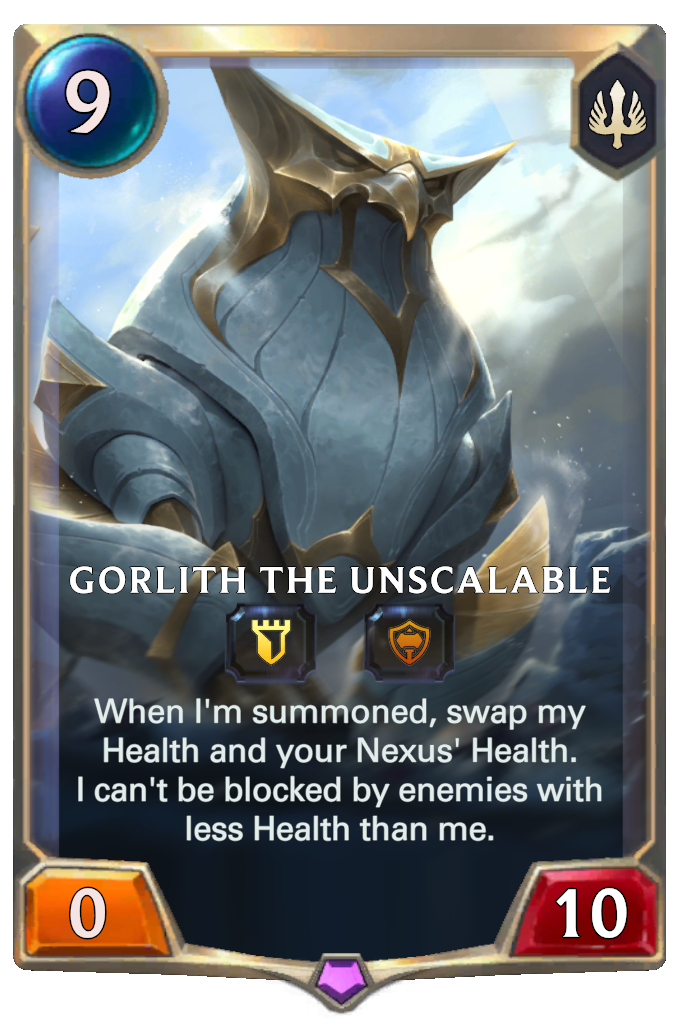 9
GORLITH THE UNSCALABLE
When I'm summoned, swap my
Health and your Nexus' Health.
I can't be blocked by enemies with
less Health than me.
0
10